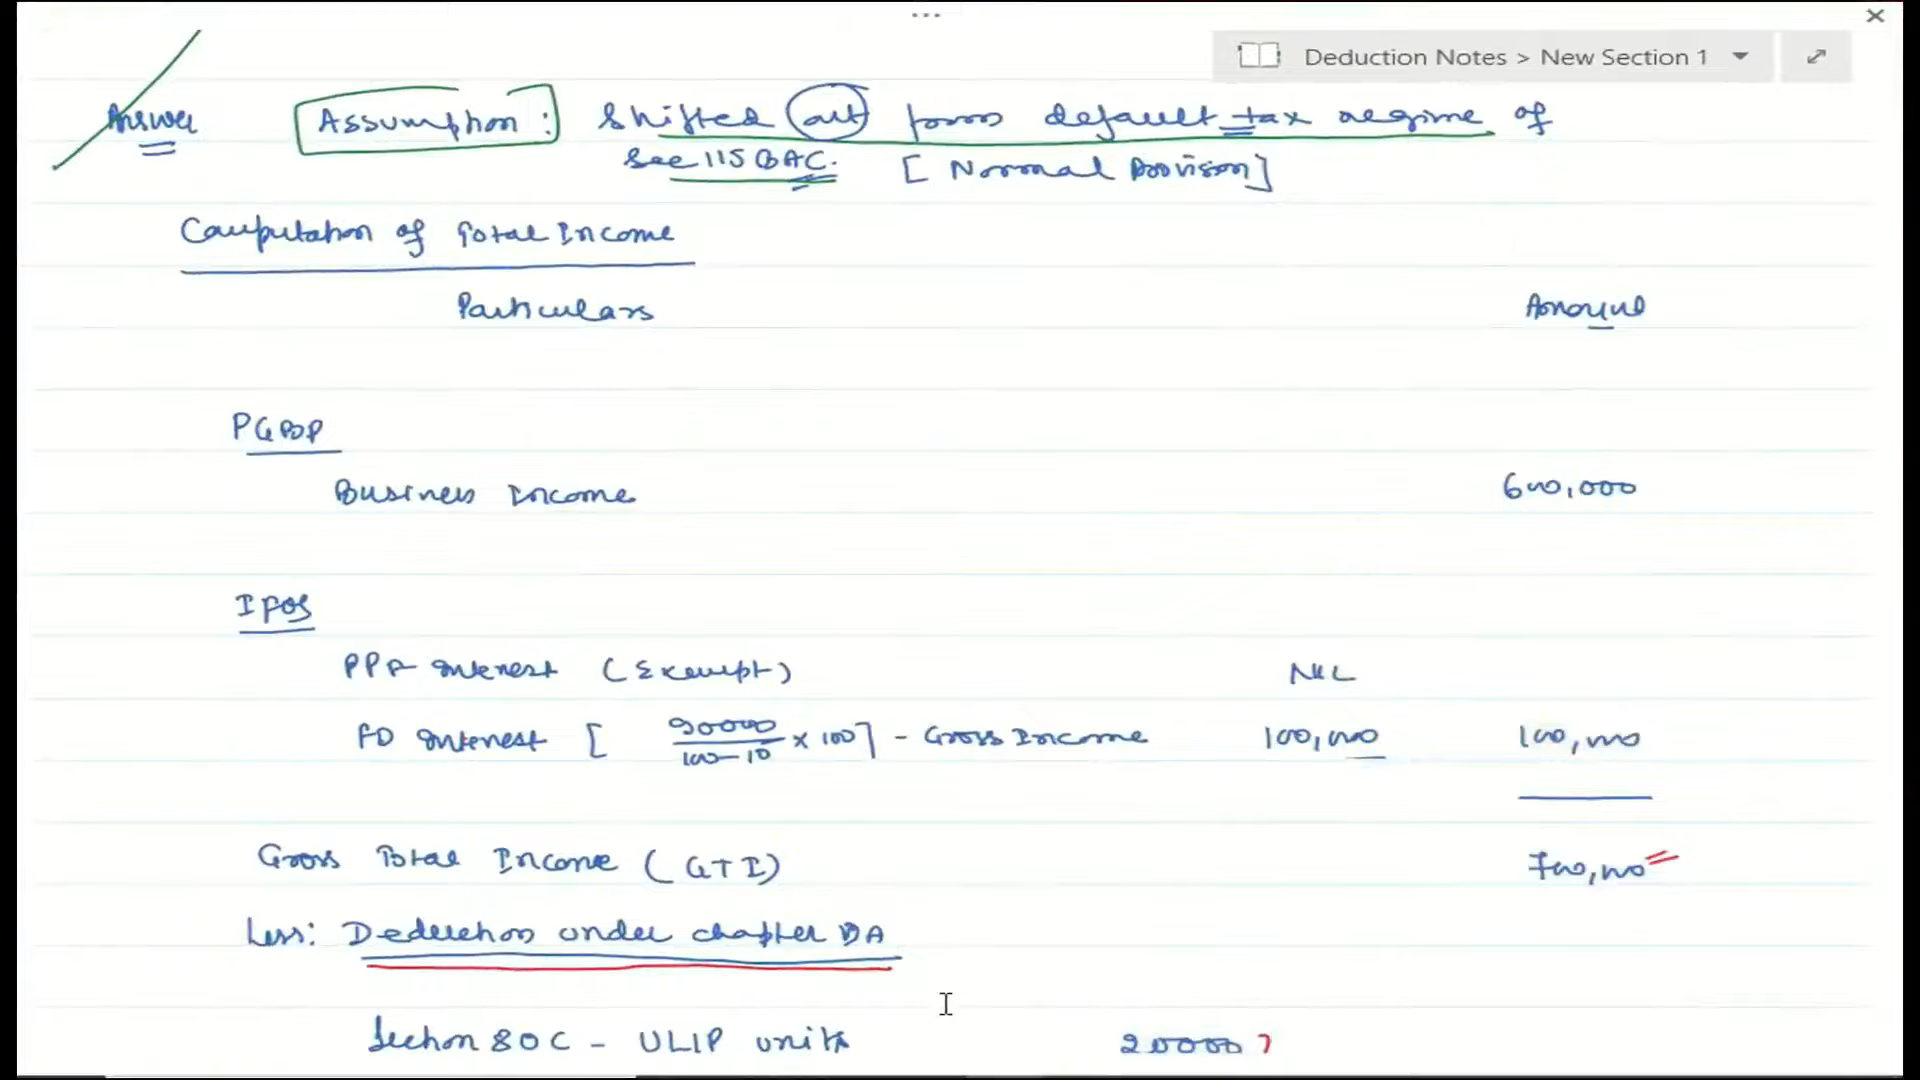 ...
Deduction Notes > New Section 1
Answer Assumption: Shifted out from default tax regime of
Sec 115BAC. [Normal Provision]
Computation of Total Income
Particulars Amount
PGBP
Business Income 600,000
IFOS
PPF Interest (Exempt) NIL
FD Interest [90000/100-10 × 100] - Gross Income 100,000 100,000
Gross Total Income (GTI) 700,000
Less: Deduction under chapter VIA
Section 80C - ULIP units 20000